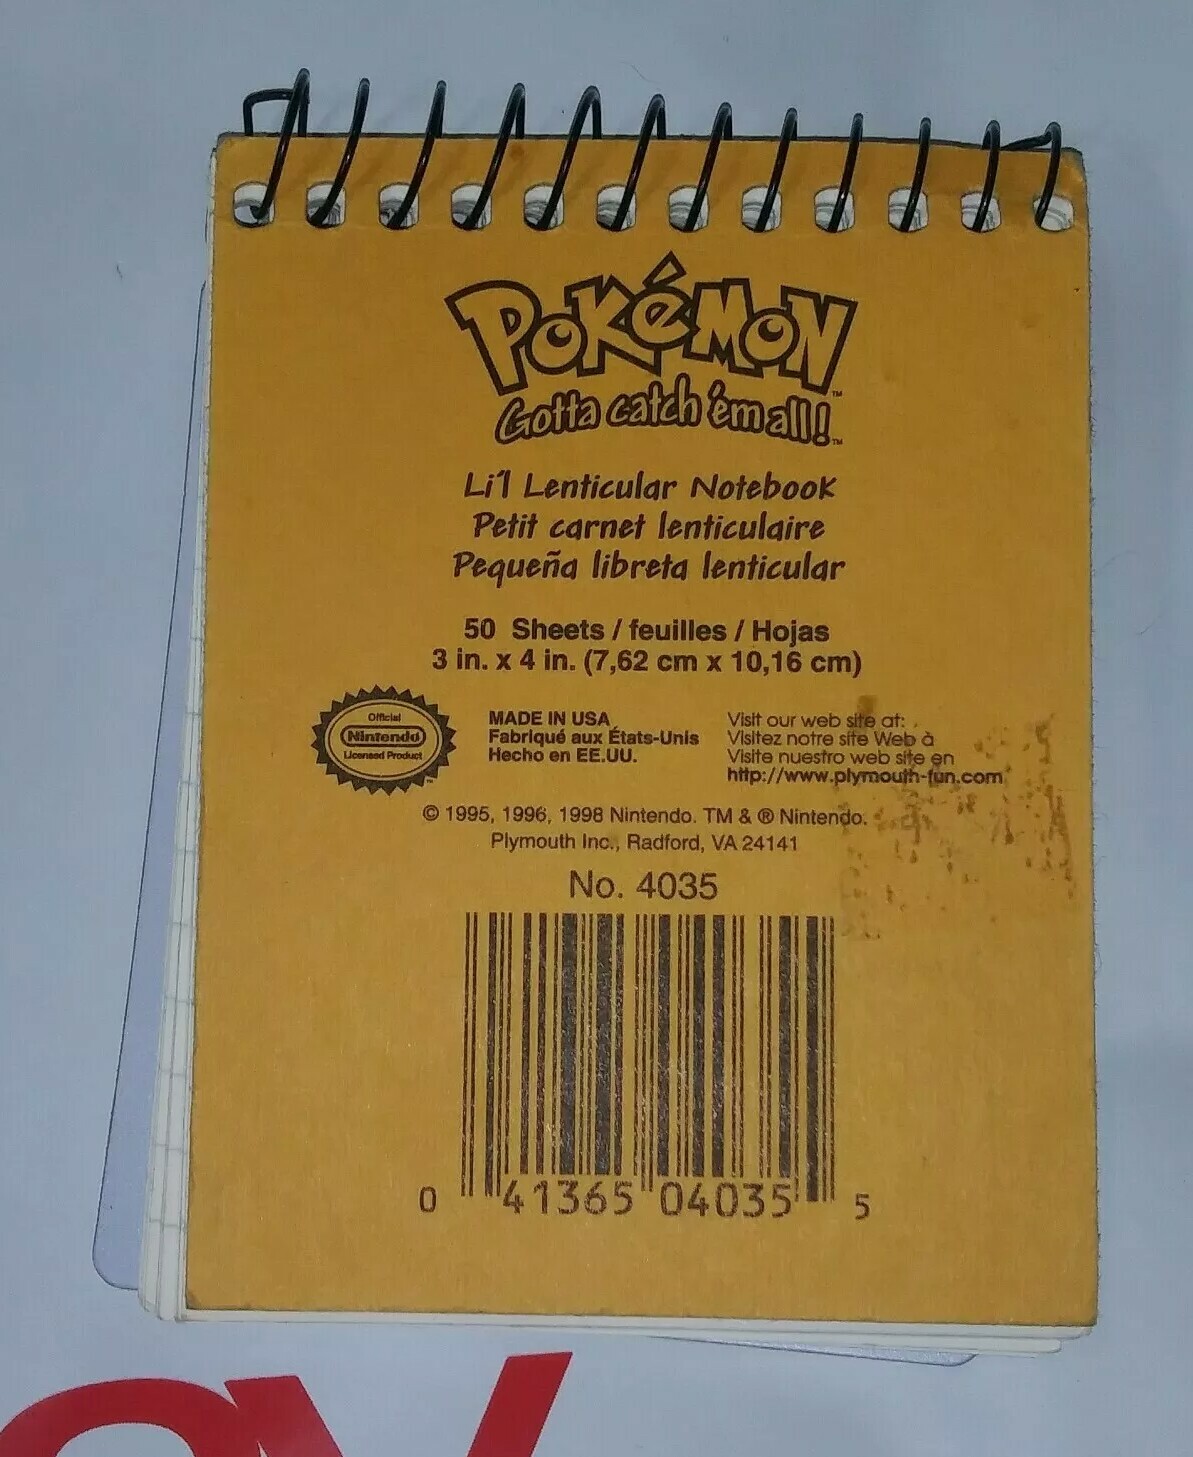 POKéMON™
Gotta catch 'em all!™
Li'l Lenticular Notebook
Petit carnet lenticulaire
Pequeña libreta lenticular
50 Sheets / feuilles / Hojas
3 in. x 4 in. (7,62 cm x 10,16 cm)
Official
Nintendo
Licensed Product
™
MADE IN USA
Fabriqué aux États-Unis
Hecho en EE.UU.
Visit our web site at:
Visitez notre site Web à
Visite nuestro web site en
http://www.plymouth-fun.com
© 1995, 1996, 1998 Nintendo. TM & ® Nintendo.
Plymouth Inc., Radford, VA 24141
No. 4035
0 41365 04035 5